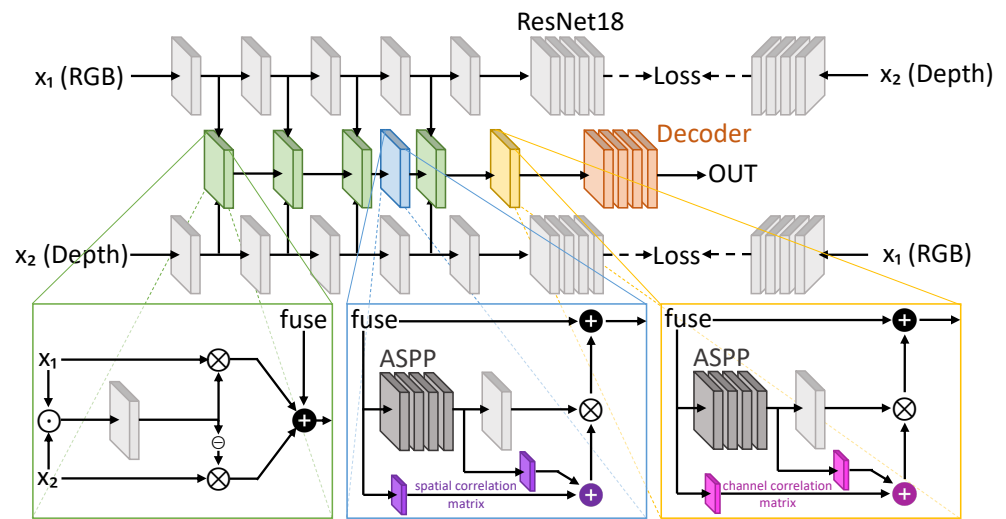 ResNet18
x₁ (RGB)
Loss
x₂ (Depth)
Decoder
OUT
x₂ (Depth)
Loss
x₁ (RGB)
fuse
x₁
x₂
fuse
ASPP
spatial correlation
matrix
fuse
ASPP
channel correlation
matrix